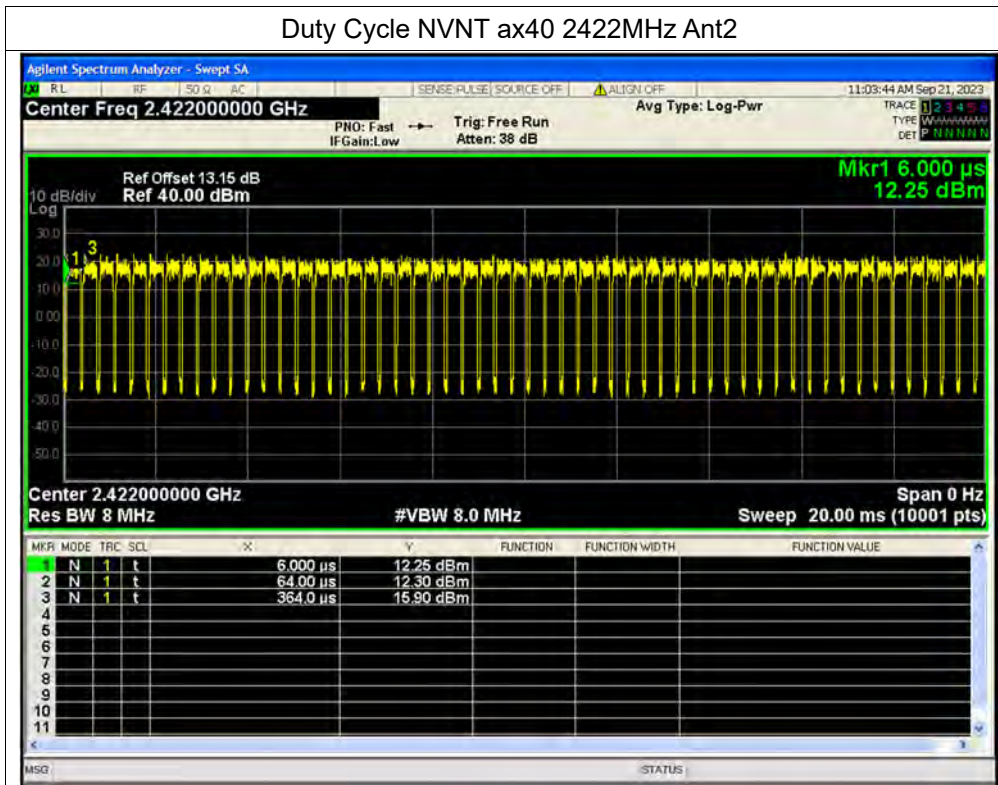 Duty Cycle NVNT ax40 2422MHz Ant2
Agilent Spectrum Analyzer - Swept SA
RL RF 50 Ω AC SENSE:PULSE SOURCE OFF ALIGN OFF 11:03:44 AM Sep 21, 2023
Center Freq 2.422000000 GHz Avg Type: Log-Pwr TRACE 1 2 3 4 5 6
PNO: Fast Trig: Free Run TYPE W
IFGain:Low Atten: 38 dB DET P N N N N N
Mkr1 6.000 µs
12.25 dBm
Ref Offset 13.15 dB
10 dB/div Ref 40.00 dBm
Log
30.0
20.0
10.0
0.00
-10.0
-20.0
-30.0
-40.0
-50.0
1 3
Center 2.422000000 GHz Span 0 Hz
Res BW 8 MHz #VBW 8.0 MHz Sweep 20.00 ms (10001 pts)
MKR MODE TRC SCL X Y FUNCTION FUNCTION WIDTH FUNCTION VALUE
1 N 1 t 6.000 µs 12.25 dBm
2 N 1 t 64.00 µs 12.30 dBm
3 N 1 t 364.0 µs 15.90 dBm
4
5
6
7
8
9
10
11
MSG STATUS